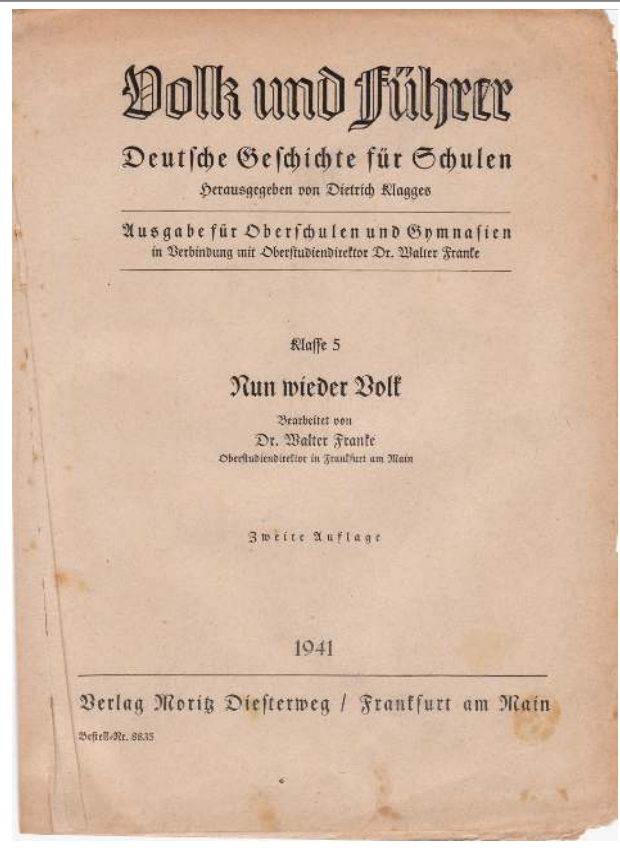 Volk und Führer
Deutsche Geschichte für Schulen
Herausgegeben von Dietrich Klagges
Ausgabe für Oberschulen und Gymnasien
in Verbindung mit Oberstudiendirektor Dr. Walter Franke
Klasse 5
Nun wieder Volk
Bearbeitet von
Dr. Walter Franke
Oberstudiendirektor in Frankfurt am Main
Zweite Auflage
1941
Verlag Moritz Diesterweg / Frankfurt am Main
Bestell-Nr. 8635